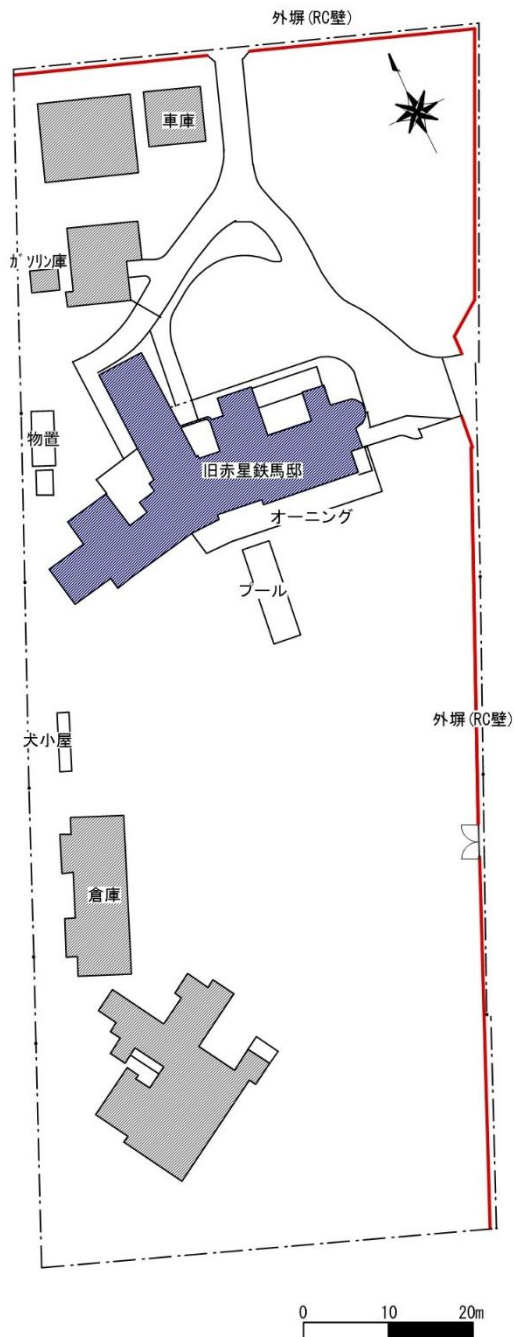 外塀(RC壁)
車庫
ガソリン庫
物置
旧赤星鉄馬邸
オーニング
プール
犬小屋
外塀(RC壁)
倉庫
0 10 20m